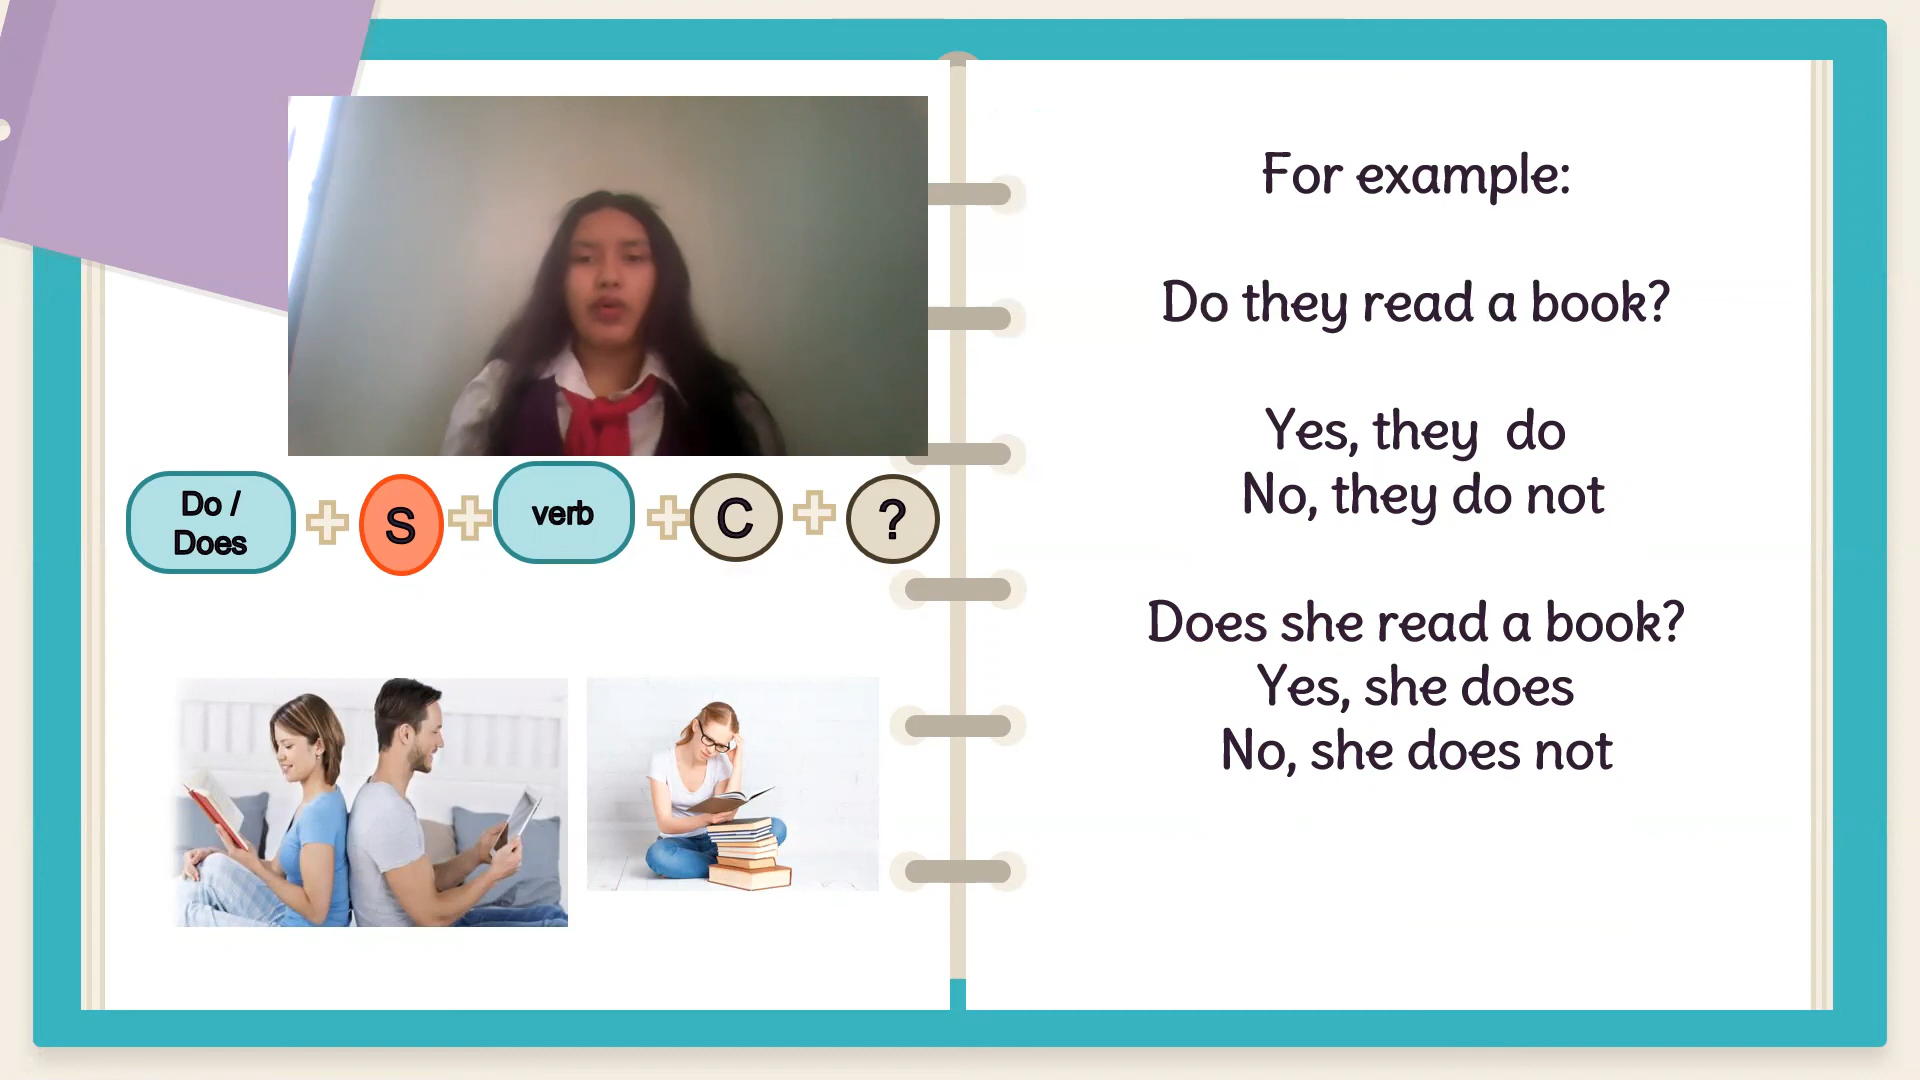 Do /
Does
S
verb
C
?
For example:
Do they read a book?
Yes, they do
No, they do not
Does she read a book?
Yes, she does
No, she does not